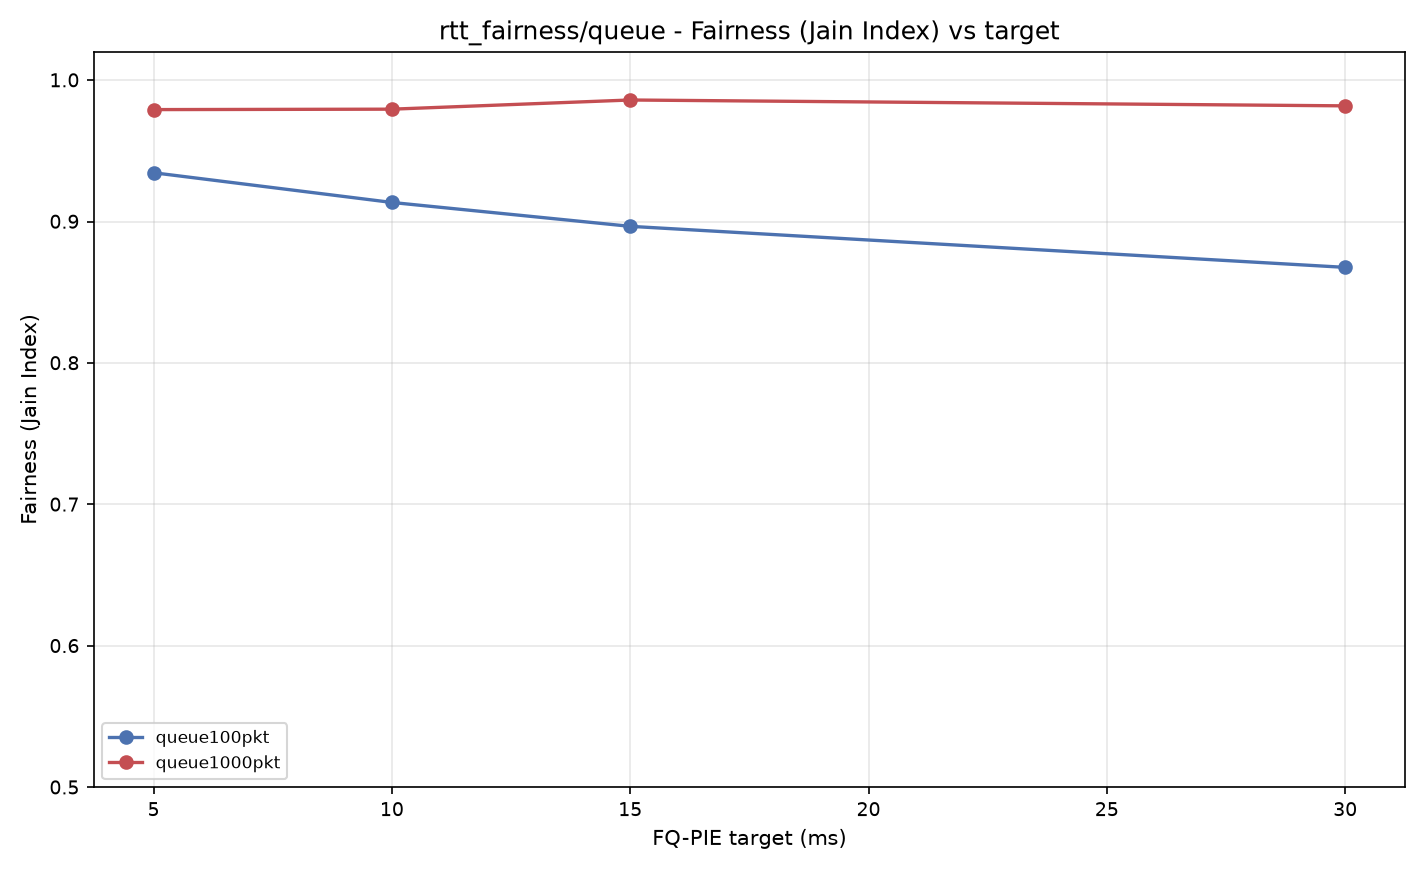 rtt_fairness/queue - Fairness (Jain Index) vs target
Fairness (Jain Index)
1.0
0.9
0.8
0.7
0.6
0.5
queue100pkt
queue1000pkt
5 10 15 20 25 30
FQ-PIE target (ms)